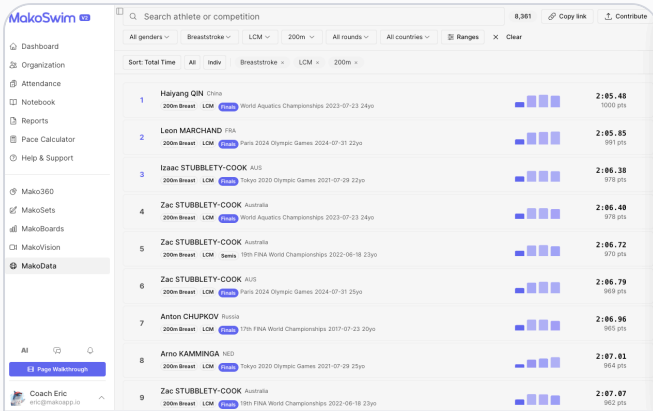 MakoSwim V2
Search athlete or competition
8,361
Copy link
Contribute
All genders
Breaststroke
LCM
200m
All rounds
All countries
Ranges
Clear
Sort: Total Time
All
Indiv
Breaststroke ×
LCM ×
200m ×
Dashboard
Organization
Attendance
Notebook
Reports
Pace Calculator
Help & Support
Mako360
MakoSets
MakoBoards
MakoVision
MakoData
AI
Page Walkthrough
Coach Eric
eric@makoapp.io
1
Haiyang QIN China
200m Breast LCM Finals World Aquatics Championships 2023-07-23 24yo
2:05.48
1000 pts
2
Leon MARCHAND FRA
200m Breast LCM Finals Paris 2024 Olympic Games 2024-07-31 22yo
2:05.85
991 pts
3
Izaac STUBBLETY-COOK AUS
200m Breast LCM Finals Tokyo 2020 Olympic Games 2021-07-29 22yo
2:06.38
978 pts
4
Zac STUBBLETY-COOK Australia
200m Breast LCM Finals World Aquatics Championships 2023-07-23 24yo
2:06.40
978 pts
5
Zac STUBBLETY-COOK Australia
200m Breast LCM Semis 19th FINA World Championships 2022-06-18 23yo
2:06.72
970 pts
6
Zac STUBBLETY-COOK AUS
200m Breast LCM Finals Paris 2024 Olympic Games 2024-07-31 25yo
2:06.79
969 pts
7
Anton CHUPKOV Russia
200m Breast LCM Finals 17th FINA World Championships 2017-07-23 20yo
2:06.96
965 pts
8
Arno KAMMINGA NED
200m Breast LCM Finals Tokyo 2020 Olympic Games 2021-07-29 25yo
2:07.01
964 pts
9
Zac STUBBLETY-COOK Australia
200m Breast LCM Finals 19th FINA World Championships 2022-06-18 23yo
2:07.07
962 pts